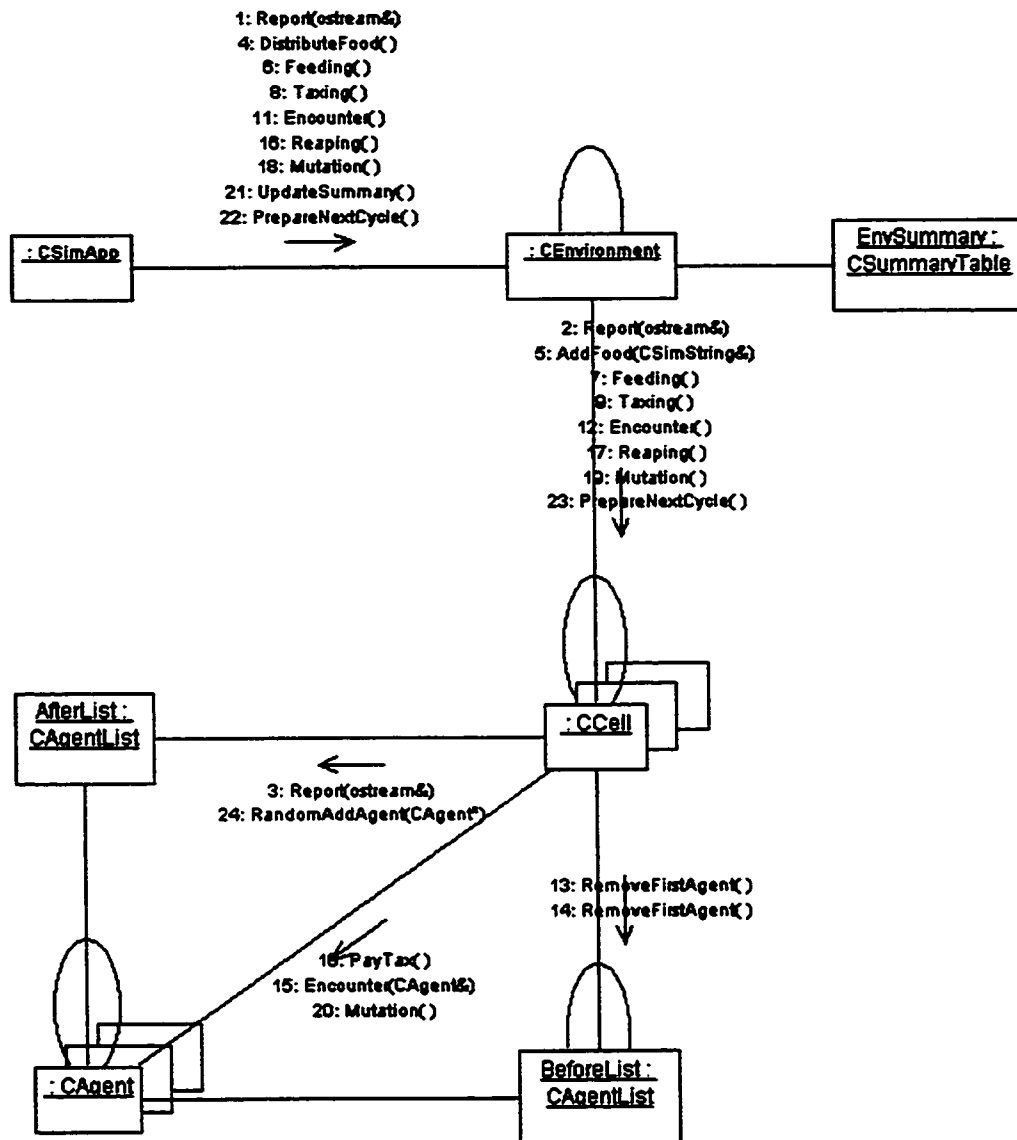 1: Report(ostream&)
4: DistributeFood()
6: Feeding()
8: Taxing()
11: Encounter()
16: Reaping()
18: Mutation()
21: UpdateSummary()
22: PrepareNextCycle()
: CSimApp
: CEnvironment
EnvSummary :
CSummaryTable
2: Report(ostream&)
5: AddFood(CSimString&)
7: Feeding()
9: Taxing()
12: Encounter()
17: Reaping()
19: Mutation()
23: PrepareNextCycle()
AfterList :
CAgentList
: CCell
3: Report(ostream&)
24: RandomAddAgent(CAgent*)
13: RemoveFirstAgent()
14: RemoveFirstAgent()
PayTax()
15: Encounter(CAgent&)
20: Mutation()
: CAgent
BeforeList :
CAgentList